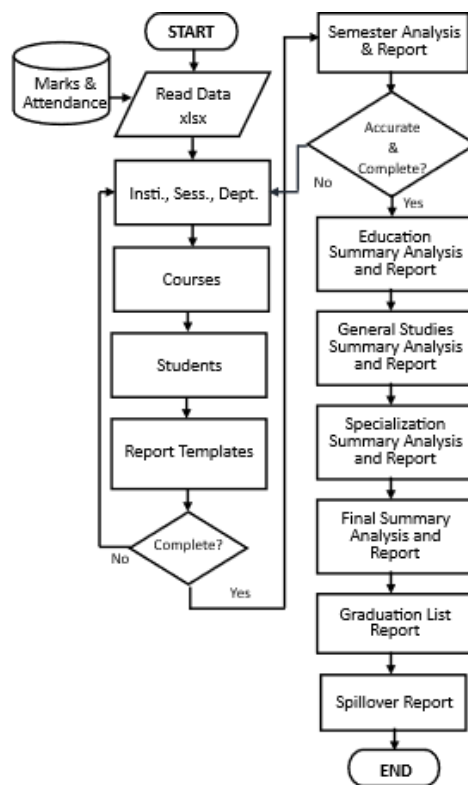 START
Marks &
Attendance
Read Data
xlsx
Insti., Sess., Dept.
Courses
Students
Report Templates
Complete?
No
Yes
Semester Analysis
& Report
Accurate
&
Complete?
No
Yes
Education
Summary Analysis
and Report
General Studies
Summary Analysis
and Report
Specialization
Summary Analysis
and Report
Final Summary
Analysis and
Report
Graduation List
Report
Spillover Report
END